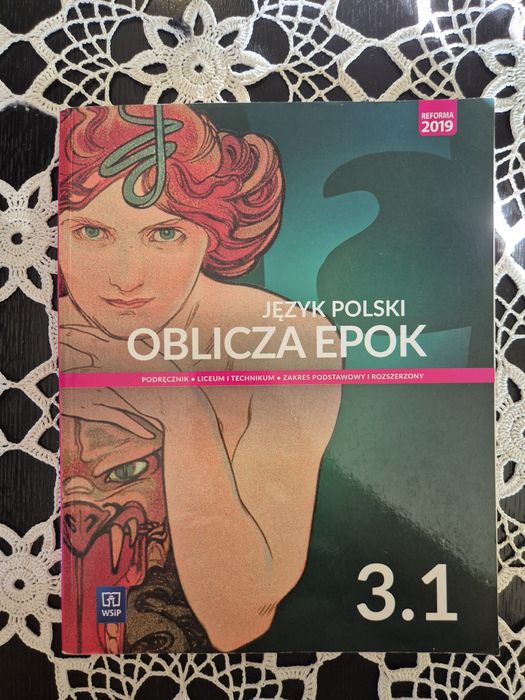 REFORMA
2019
JĘZYK POLSKI
OBLICZA EPOK
PODRĘCZNIK • LICEUM I TECHNIKUM • ZAKRES PODSTAWOWY I ROZSZERZONY
WSiP
3.1